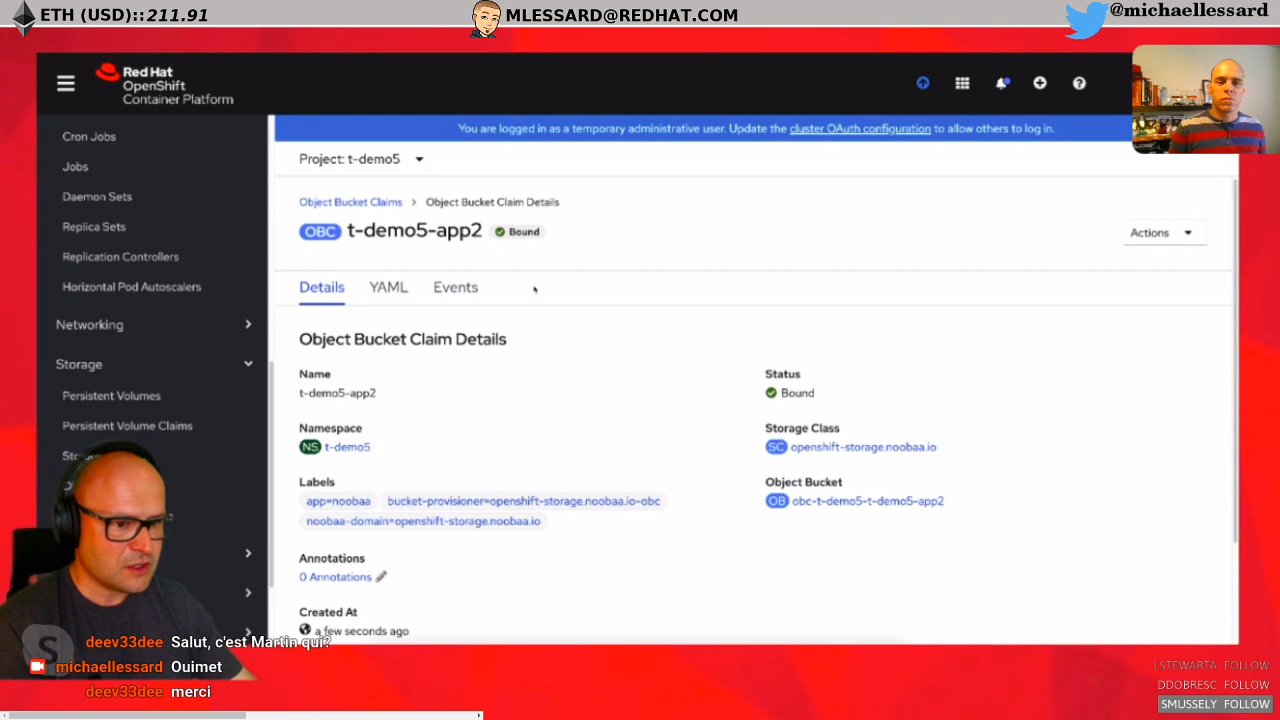 ETH (USD)::211.91
MLESSARD@REDHAT.COM
@michaellessard
Red Hat
OpenShift
Container Platform
You are logged in as a temporary administrative user. Update the cluster OAuth configuration to allow others to log in.
Cron Jobs
Jobs
Daemon Sets
Replica Sets
Replication Controllers
Horizontal Pod Autoscalers
Networking
Storage
Persistent Volumes
Persistent Volume Claims
Project: t-demo5
Object Bucket Claims > Object Bucket Claim Details
OBC t-demo5-app2 Bound
Actions
Details YAML Events
Object Bucket Claim Details
Name
t-demo5-app2
Namespace
NS t-demo5
Labels
app=noobaa bucket-provisioner=openshift-storage.noobaa.io-obc
noobaa-domain=openshift-storage.noobaa.io
Annotations
0 Annotations
Created At
a few seconds ago
Status
Bound
Storage Class
SC openshift-storage.noobaa.io
Object Bucket
OB obc-t-demo5-t-demo5-app2
deev33dee Salut, c'est Martin qui?
michaellessard Ouimet
deev33dee merci
LSTEWARTA FOLLOW
DDOBRESC FOLLOW
SMUSSELY FOLLOW